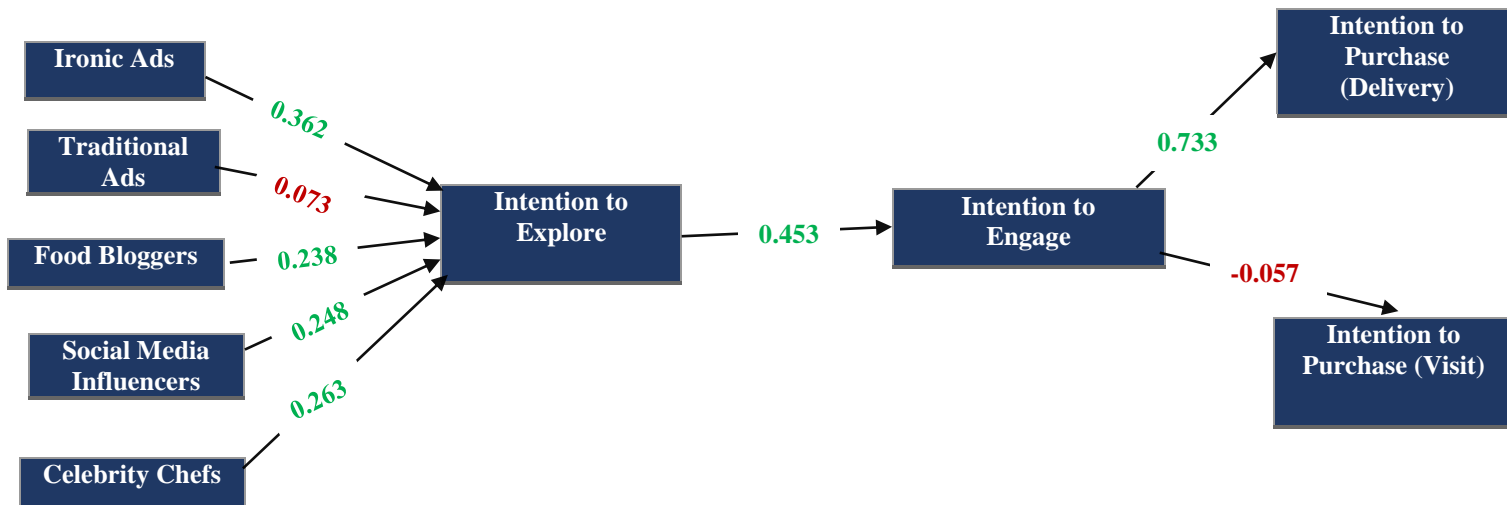 Ironic Ads
0.362
Traditional
Ads
0.073
Food Bloggers
0.238
Social Media
Influencers
0.248
Celebrity Chefs
0.263
Intention to
Explore
0.453
Intention to
Engage
0.733
-0.057
Intention to
Purchase
(Delivery)
Intention to
Purchase (Visit)